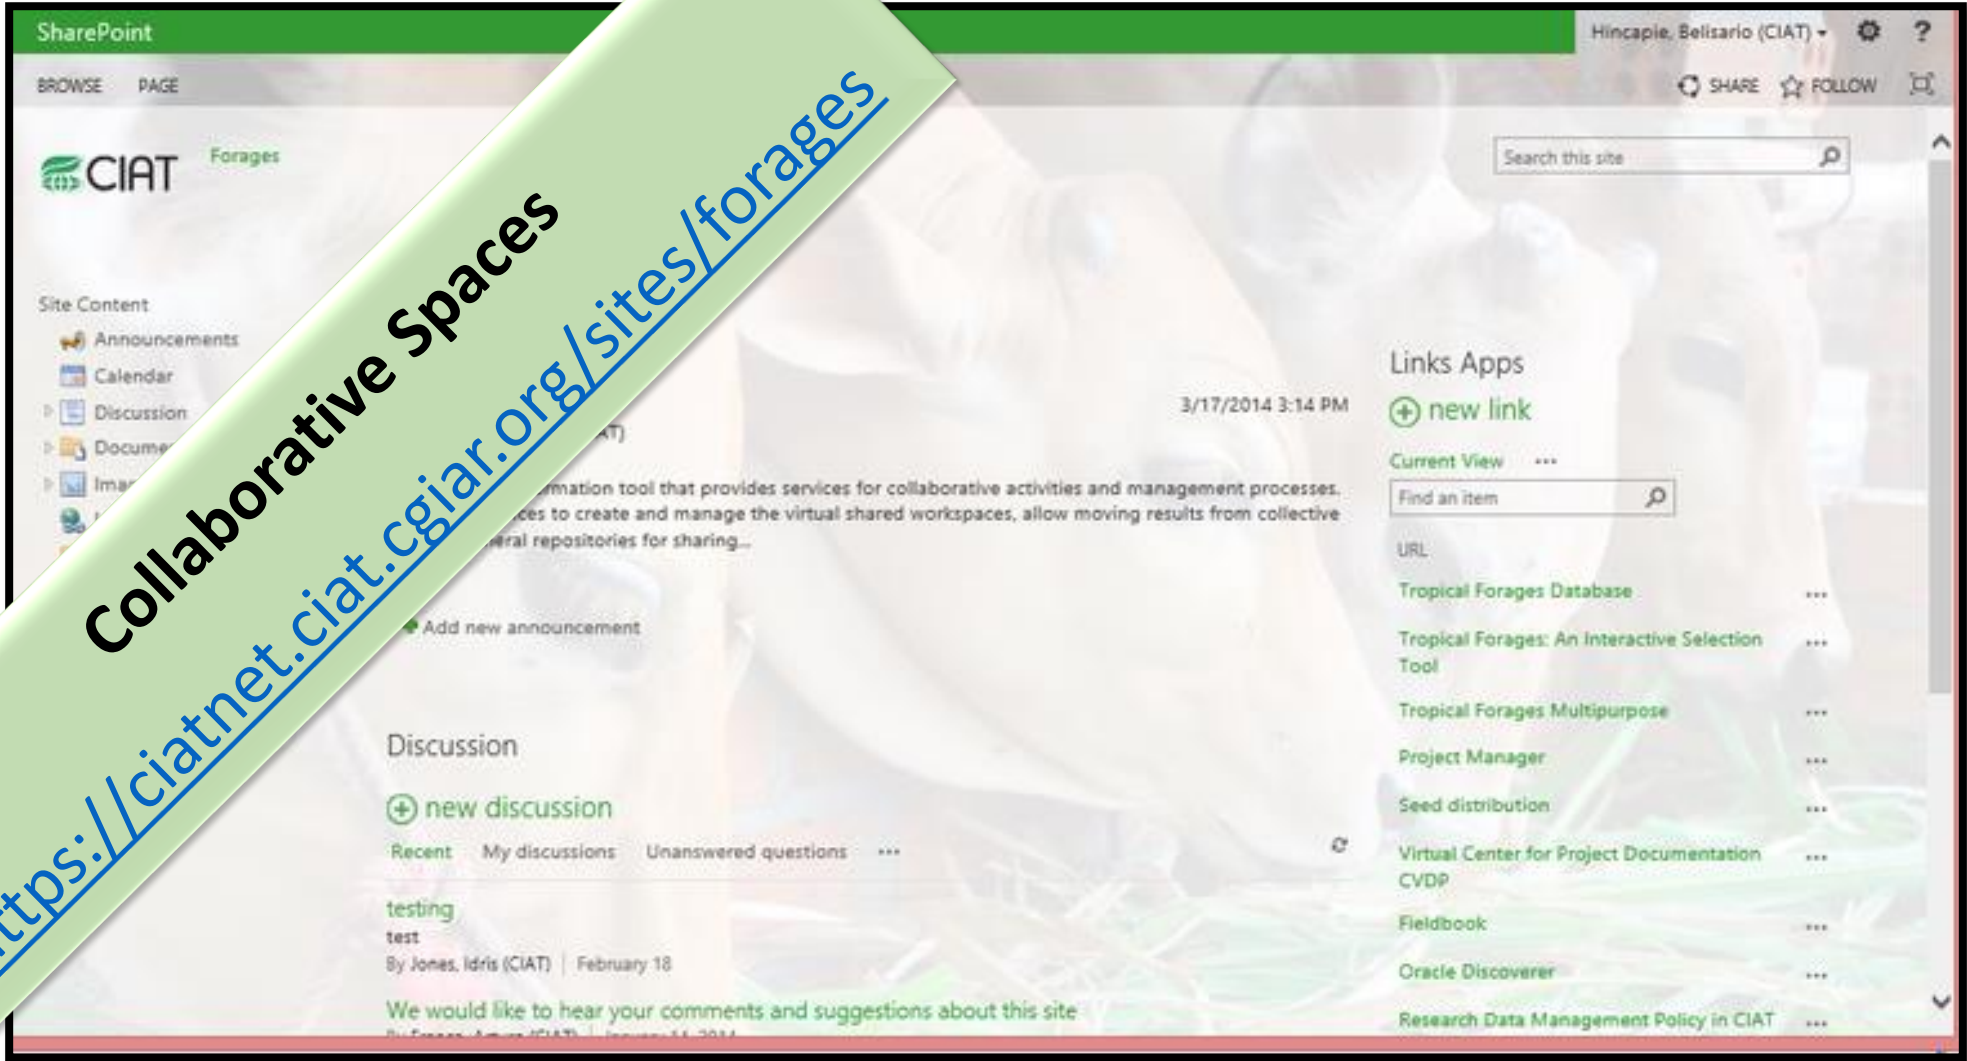 SharePoint
Hincapie, Belisario (CIAT)
?
BROWSE PAGE
SHARE FOLLOW
CIAT
Forages
Search this site
Collaborative Spaces
https://ciatnet.ciat.cgiar.org/sites/forages
Site Content
Announcements
Calendar
Discussion
3/17/2014 3:14 PM
tool that provides services for collaborative activities and management processes.
to create and manage the virtual shared workspaces, allow moving results from collective
repositories for sharing...
Add new announcement
Discussion
new discussion
Recent My discussions Unanswered questions ...
testing
test
By Jones, Idris (CIAT) | February 18
We would like to hear your comments and suggestions about this site
Links Apps
new link
Current View ...
Find an item
URL
Tropical Forages Database ...
Tropical Forages: An Interactive Selection ...
Tool
Tropical Forages Multipurpose ...
Project Manager ...
Seed distribution ...
Virtual Center for Project Documentation ...
CVDP
Fieldbook ...
Oracle Discoverer ...
Research Data Management Policy in CIAT ...